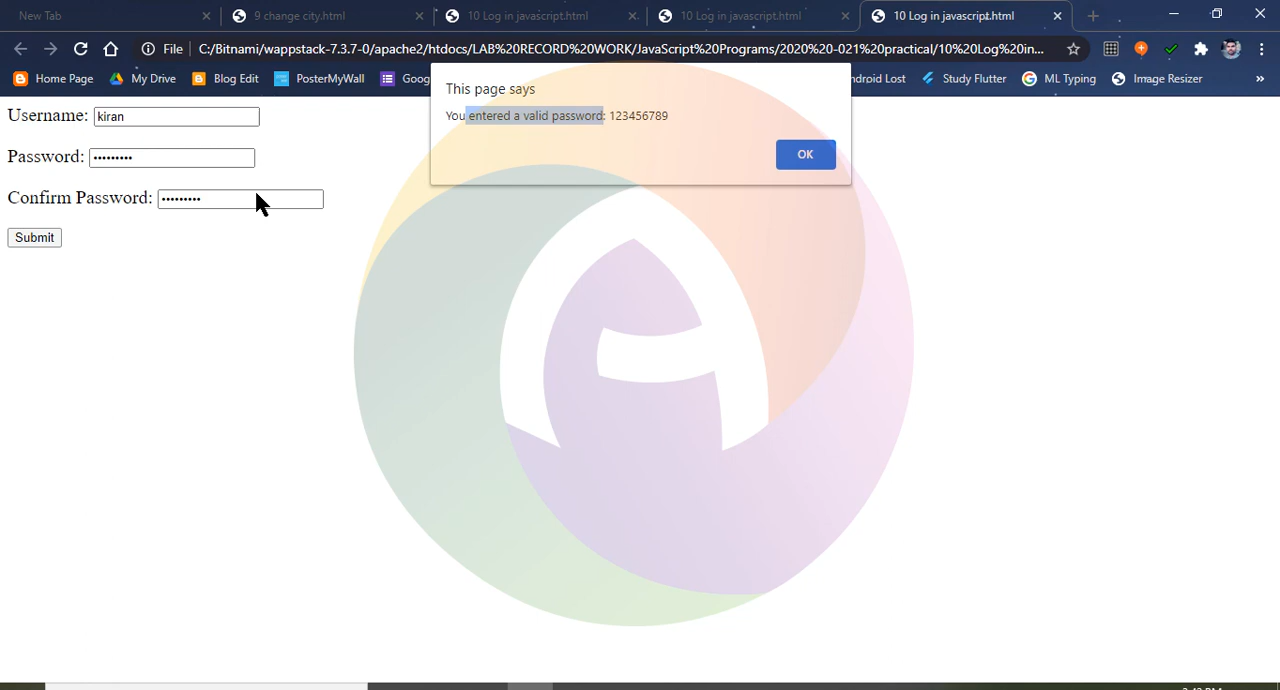 New Tab
9 change city.html
10 Log in javascript.html
10 Log in javascript.html
10 Log in javascript.html
File
C:/Bitnami/wappstack-7.3.7-0/apache2/htdocs/LAB%20RECORD%20WORK/JavaScript%20Programs/2020%20-021%20practical/10%20Log%20in...
Home Page
My Drive
Blog Edit
PosterMyWall
Goog
ndroid Lost
Study Flutter
ML Typing
Image Resizer
»
This page says
You entered a valid password: 123456789
OK
Username: kiran
Password: •••••••••
Confirm Password: •••••••••
Submit